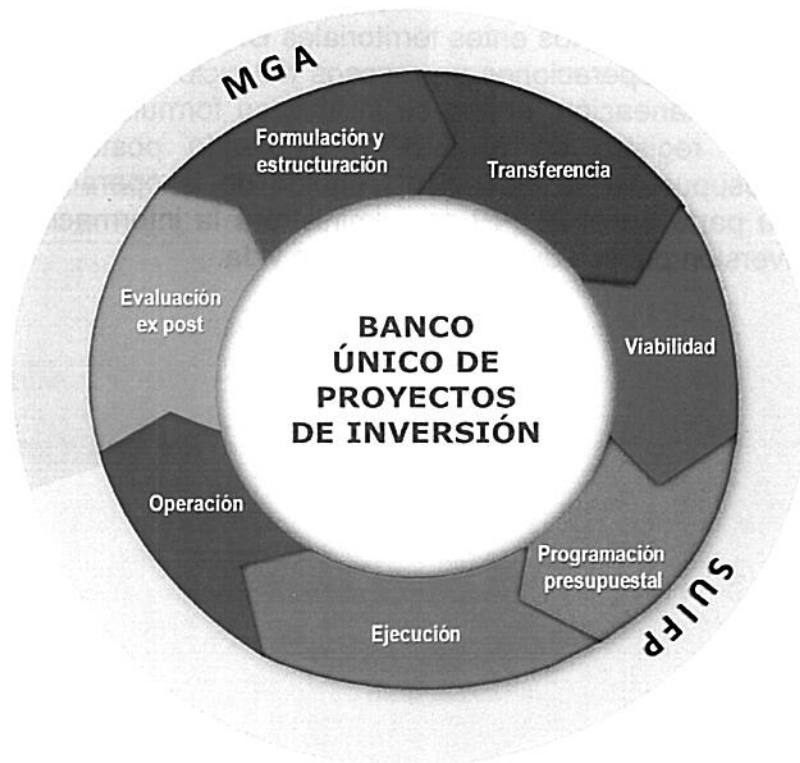 MGA
Formulación y
estructuración
Transferencia
Viabilidad
Programación
presupuestal
Ejecución
Operación
Evaluación
ex post
BANCO
ÚNICO DE
PROYECTOS
DE INVERSIÓN
SUIFP